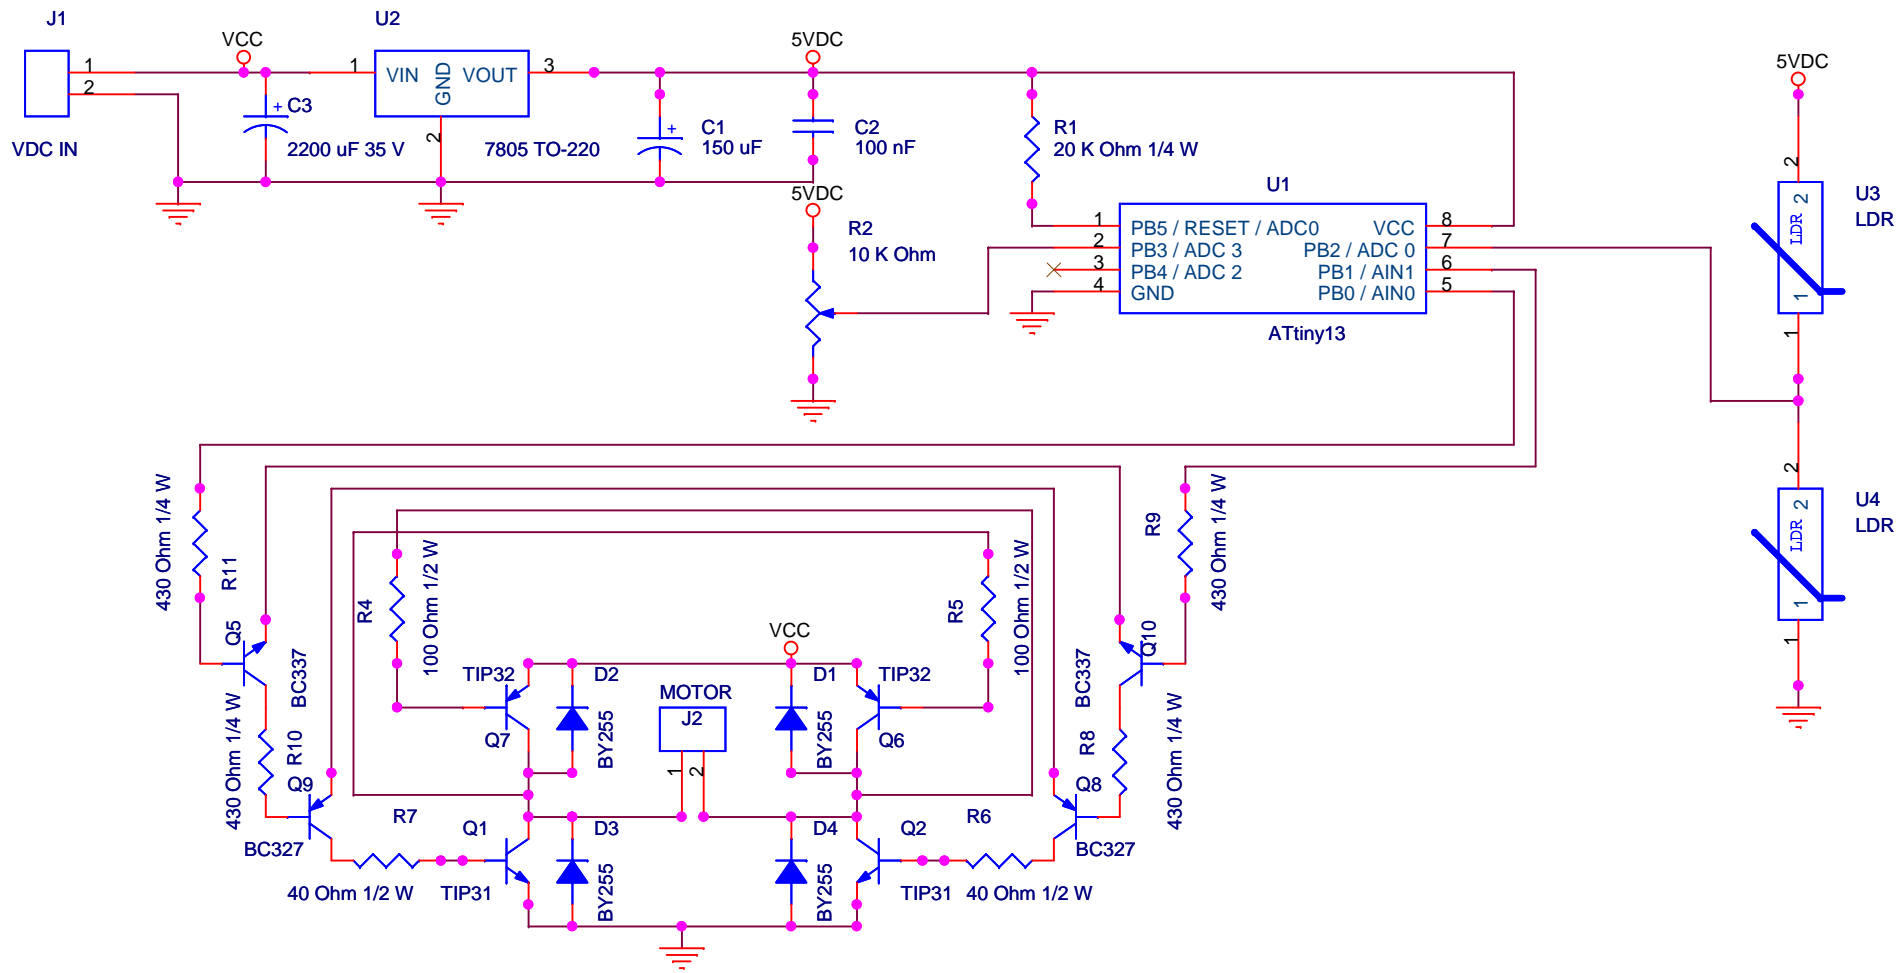 J1
1
2
VDC IN
VCC
C3
2200 uF 35 V
U2
1
VIN
GND
VOUT
3
2
7805 TO-220
C1
150 uF
5VDC
C2
100 nF
R1
20 K Ohm 1/4 W
5VDC
R2
10 K Ohm
U1
1
PB5 / RESET / ADC0
2
PB3 / ADC 3
3
PB4 / ADC 2
4
GND
VCC
8
PB2 / ADC 0
7
PB1 / AIN1
6
PB0 / AIN0
5
ATtiny13
5VDC
2
LDR 2
1
1
U3
LDR
2
LDR 2
1
1
U4
LDR
430 Ohm 1/4 W
R11
Q5
BC337
430 Ohm 1/4 W
R10
Q9
BC327
R7
40 Ohm 1/2 W
R4
100 Ohm 1/2 W
TIP32
Q7
D2
BY255
MOTOR
J2
1
2
VCC
D1
BY255
TIP32
Q6
R5
100 Ohm 1/2 W
Q1
TIP31
D3
BY255
D4
BY255
Q2
TIP31
R6
40 Ohm 1/2 W
R9
430 Ohm 1/4 W
Q10
BC337
R8
430 Ohm 1/4 W
Q8
BC327